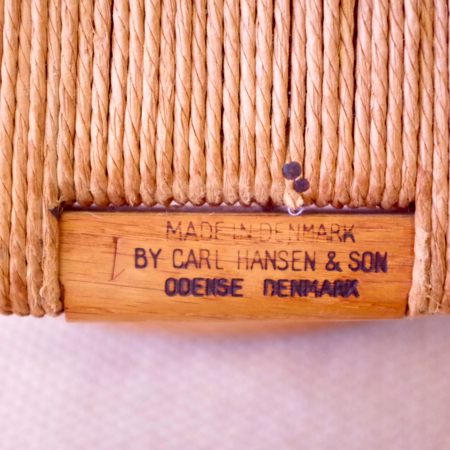 MADE IN DENMARK
BY CARL HANSEN & SON
ODENSE DENMARK